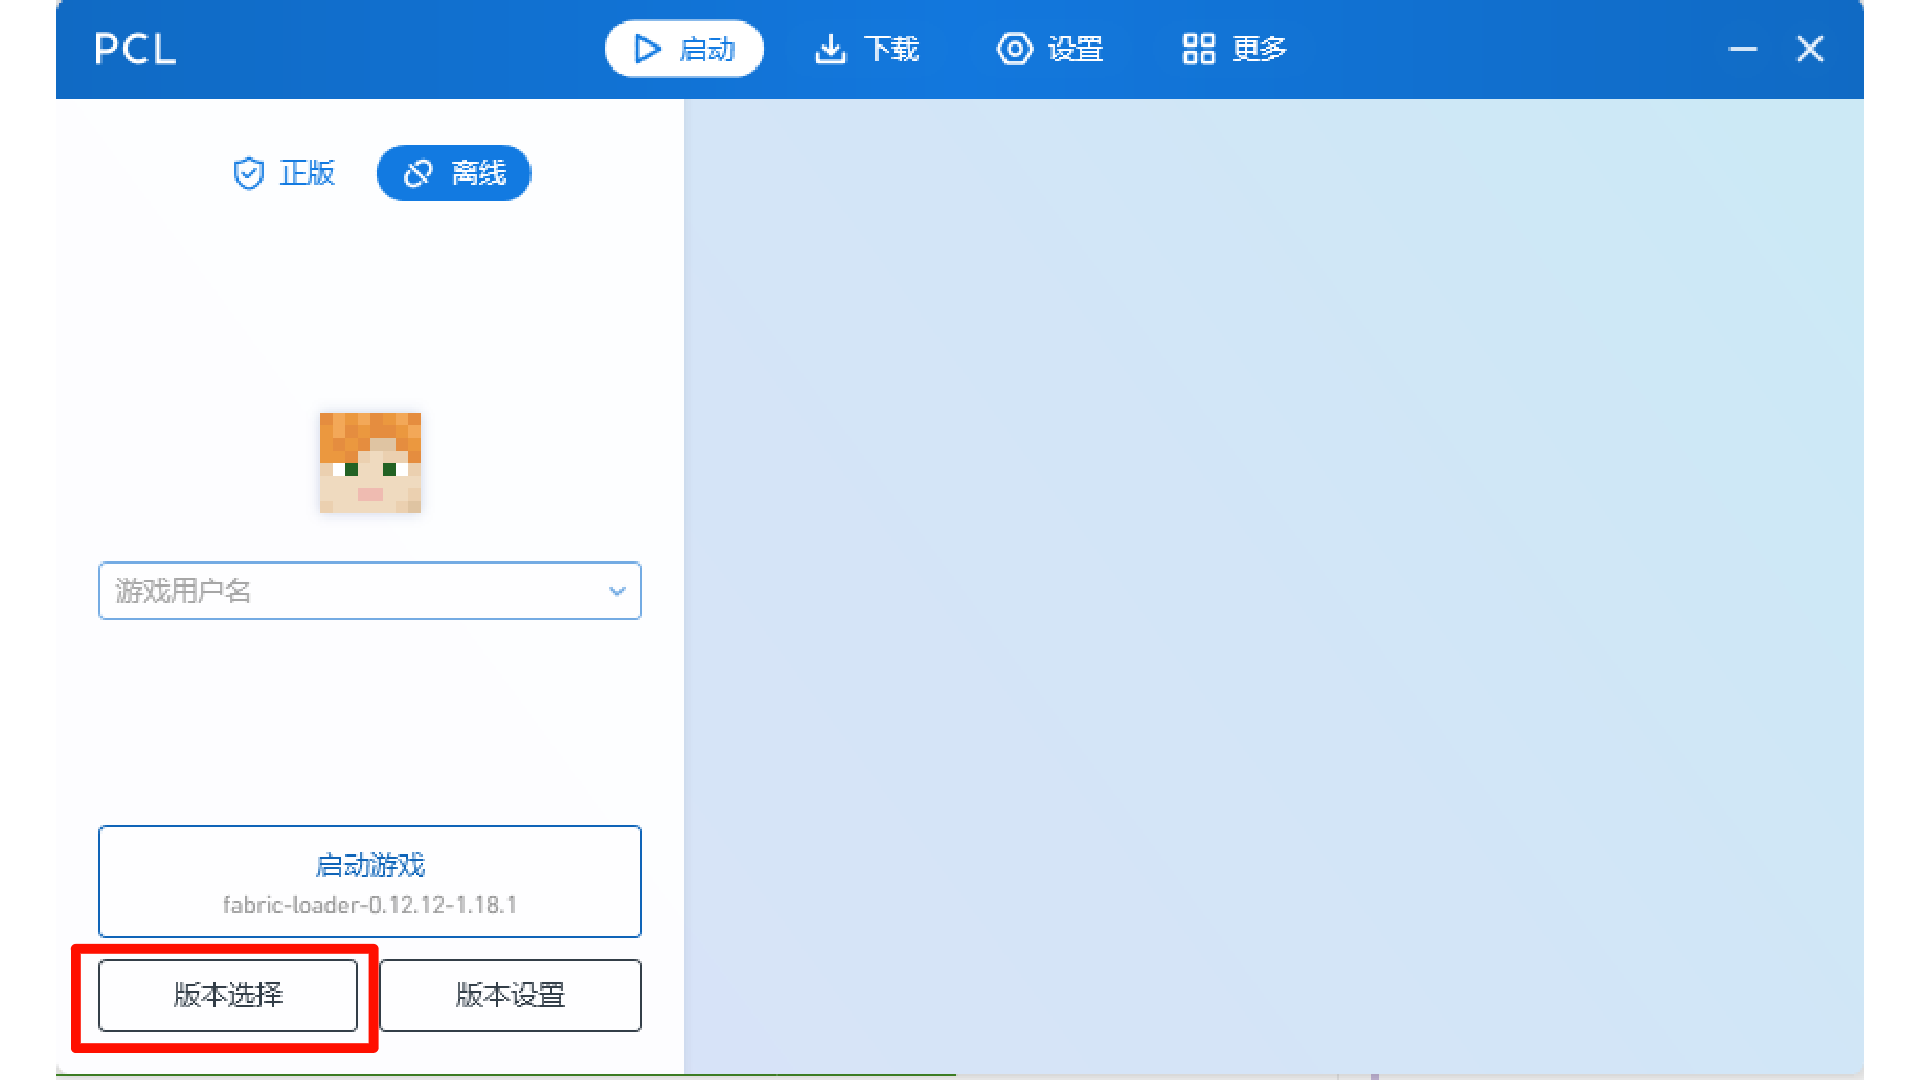 PCL
启动
下载
设置
更多
正版
离线
游戏用户名
启动游戏
fabric-loader-0.12.12-1.18.1
版本选择
版本设置